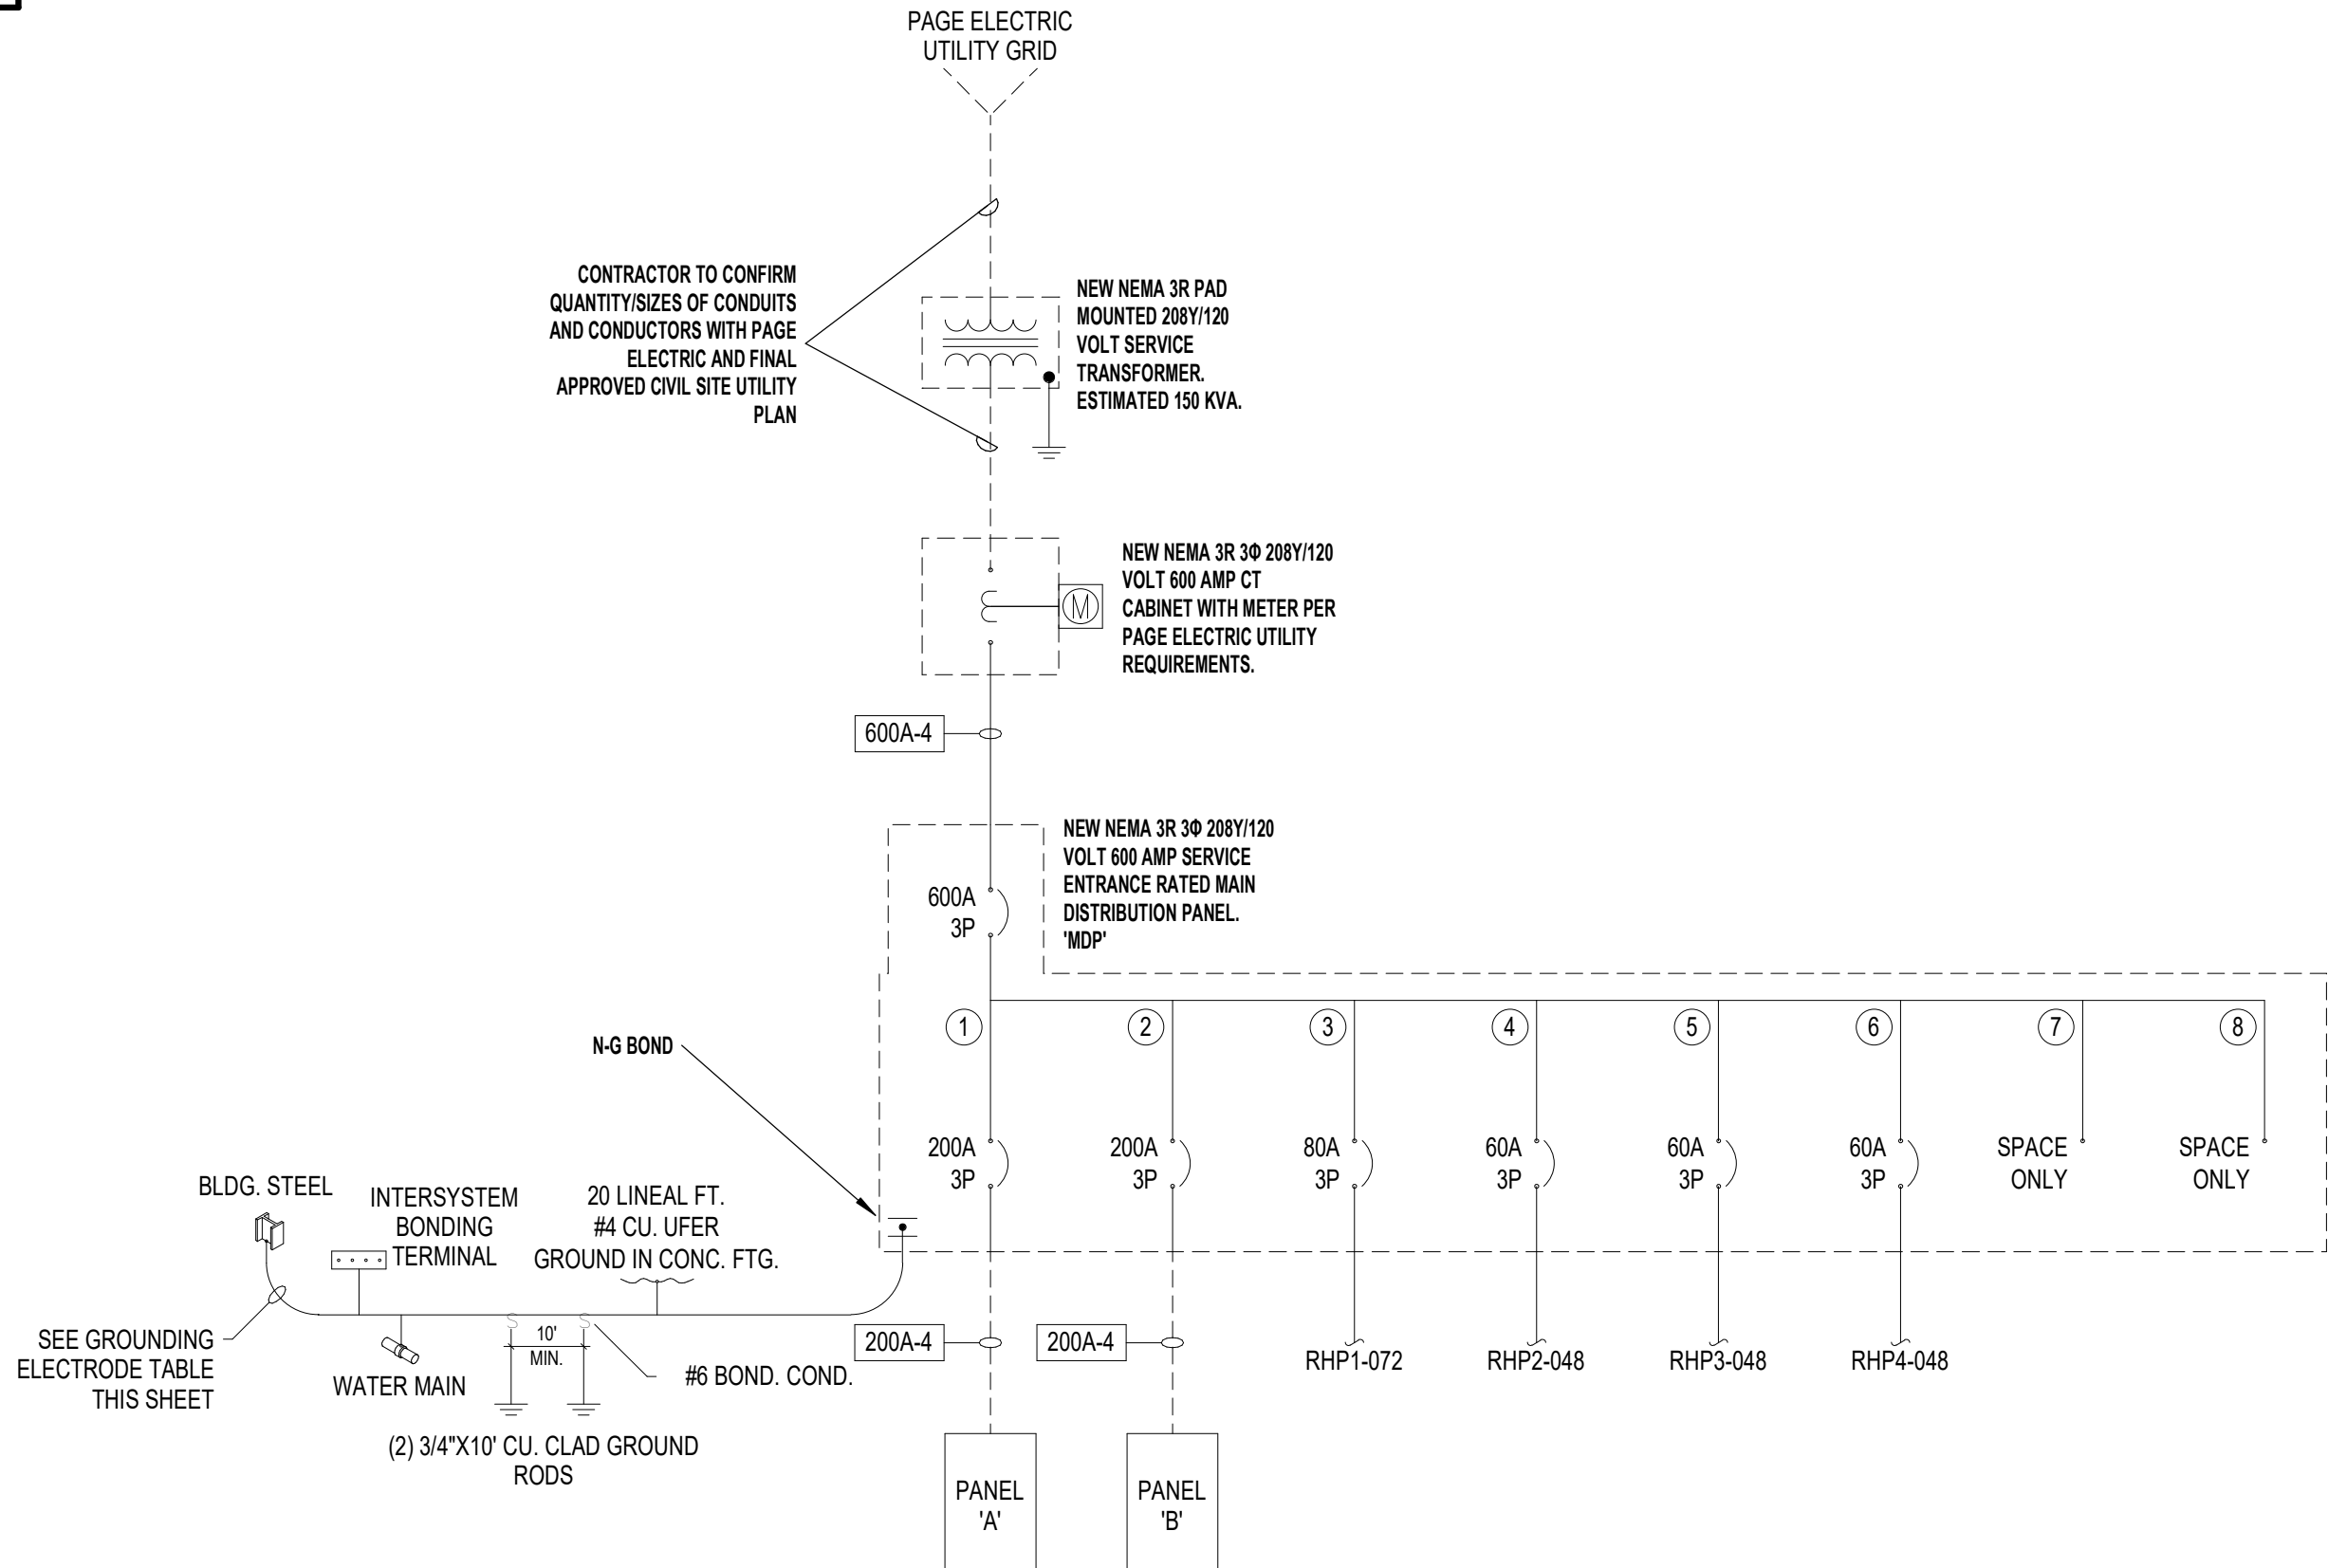 PAGE ELECTRIC
UTILITY GRID
CONTRACTOR TO CONFIRM
QUANTITY/SIZES OF CONDUITS
AND CONDUCTORS WITH PAGE
ELECTRIC AND FINAL
APPROVED CIVIL SITE UTILITY
PLAN
NEW NEMA 3R PAD
MOUNTED 208Y/120
VOLT SERVICE
TRANSFORMER.
ESTIMATED 150 KVA.
NEW NEMA 3R 3Φ 208Y/120
VOLT 600 AMP CT
CABINET WITH METER PER
PAGE ELECTRIC UTILITY
REQUIREMENTS.
M
600A-4
NEW NEMA 3R 3Φ 208Y/120
VOLT 600 AMP SERVICE
ENTRANCE RATED MAIN
DISTRIBUTION PANEL.
'MDP'
600A
3P
1
2
3
4
5
6
7
8
N-G BOND
200A
3P
200A
3P
80A
3P
60A
3P
60A
3P
60A
3P
SPACE
ONLY
SPACE
ONLY
BLDG. STEEL
INTERSYSTEM
BONDING
TERMINAL
20 LINEAL FT.
#4 CU. UFER
GROUND IN CONC. FTG.
SEE GROUNDING
ELECTRODE TABLE
THIS SHEET
WATER MAIN
10'
MIN.
#6 BOND. COND.
(2) 3/4"X10' CU. CLAD GROUND
RODS
200A-4
200A-4
RHP1-072
RHP2-048
RHP3-048
RHP4-048
PANEL
'A'
PANEL
'B'